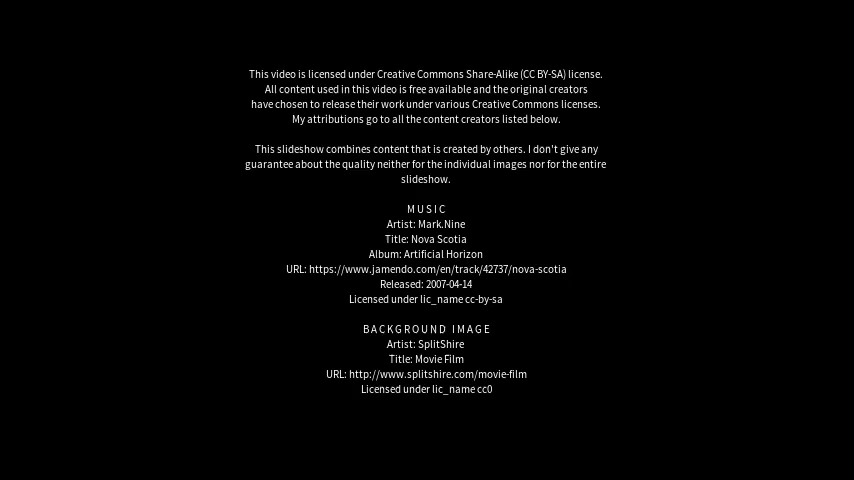 This video is licensed under Creative Commons Share-Alike (CC BY-SA) license.
All content used in this video is free available and the original creators
have chosen to release their work under various Creative Commons licenses.
My attributions go to all the content creators listed below.
This slideshow combines content that is created by others. I don't give any
guarantee about the quality neither for the individual images nor for the entire
slideshow.
MUSIC
Artist: Mark.Nine
Title: Nova Scotia
Album: Artificial Horizon
URL: https://www.jamendo.com/en/track/42737/nova-scotia
Released: 2007-04-14
Licensed under lic_name cc-by-sa
BACKGROUND IMAGE
Artist: SplitShire
Title: Movie Film
URL: http://www.splitshire.com/movie-film
Licensed under lic_name cc0